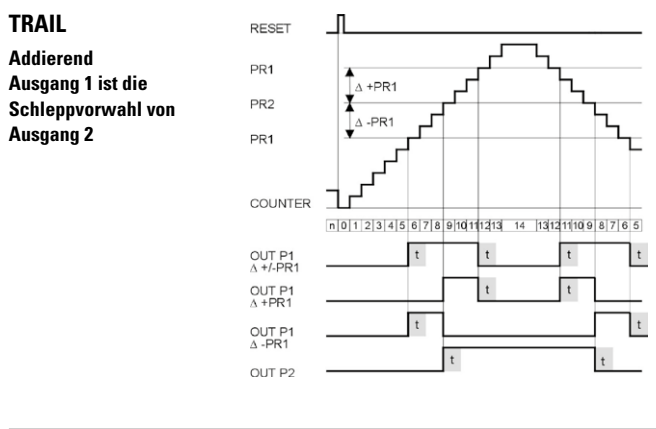 TRAIL
Addierend
Ausgang 1 ist die
Schleppvorwahl von
Ausgang 2
RESET
PR1
Δ +PR1
PR2
Δ -PR1
PR1
COUNTER
n 0 1 2 3 4 5 6 7 8 9 10 11 12 13 14 13 12 11 10 9 8 7 6 5
OUT P1
Δ +/-PR1
t t t t
OUT P1
Δ +PR1
t t
OUT P1
Δ -PR1
t t
OUT P2
t t